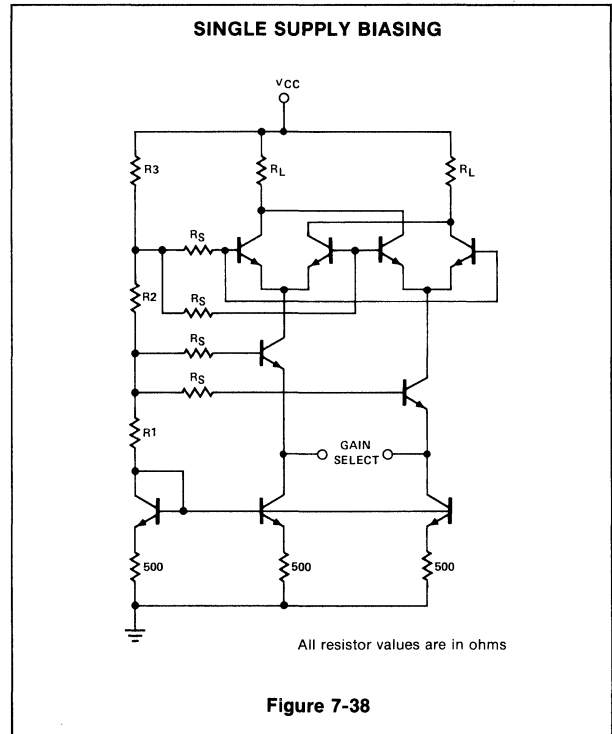 SINGLE SUPPLY BIASING
VCC
R3
RL
RL
RS
R2
RS
RS
RS
R1
GAIN
SELECT
500
500
500
All resistor values are in ohms
Figure 7-38